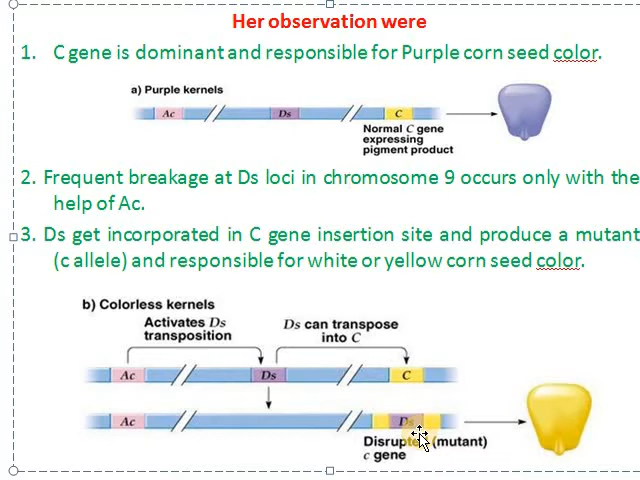 Her observation were
1. C gene is dominant and responsible for Purple corn seed color.
a) Purple kernels
Ac Ds C
Normal C gene
expressing
pigment product
2. Frequent breakage at Ds loci in chromosome 9 occurs only with the
help of Ac.
3. Ds get incorporated in C gene insertion site and produce a mutant
(c allele) and responsible for white or yellow corn seed color.
b) Colorless kernels
Activates Ds
transposition
Ds can transpose
into C
Ac Ds C
Ac Ds
Disrupted (mutant)
c gene